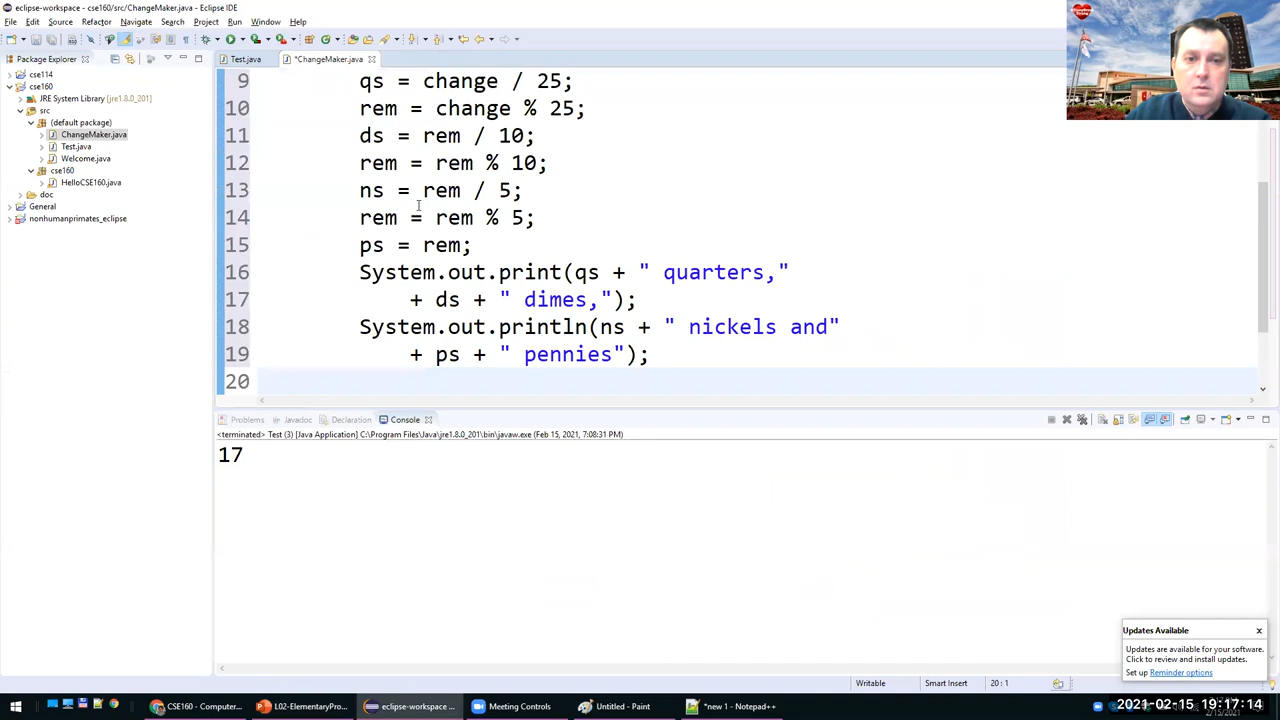 eclipse-workspace - cse160/src/ChangeMaker.java - Eclipse IDE
File Edit Source Refactor Navigate Search Project Run Window Help
Package Explorer
Test.java
*ChangeMaker.java
cse114
cse160
JRE System Library [jre1.8.0_201]
src
(default package)
ChangeMaker.java
Test.java
Welcome.java
cse160
HelloCSE160.java
doc
General
nonhumanprimates_eclipse
9 qs = change / 25;
10 rem = change % 25;
11 ds = rem / 10;
12 rem = rem % 10;
13 ns = rem / 5;
14 rem = rem % 5;
15 ps = rem;
16 System.out.print(qs + " quarters,"
17 + ds + " dimes,");
18 System.out.println(ns + " nickels and"
19 + ps + " pennies");
20
Problems Javadoc Declaration Console
<terminated> Test (3) [Java Application] C:\Program Files\Java\jre1.8.0_201\bin\javaw.exe (Feb 15, 2021, 7:08:31 PM)
17
Updates Available
Updates are available for your software.
Click to review and install updates.
Set up Reminder options
Writable Smart Insert 20 : 1
CSE160 - Computer...
L02-ElementaryPro...
eclipse-workspace ...
Meeting Controls
Untitled - Paint
*new 1 - Notepad++
2021-02-15 19:17:14
2/15/2021